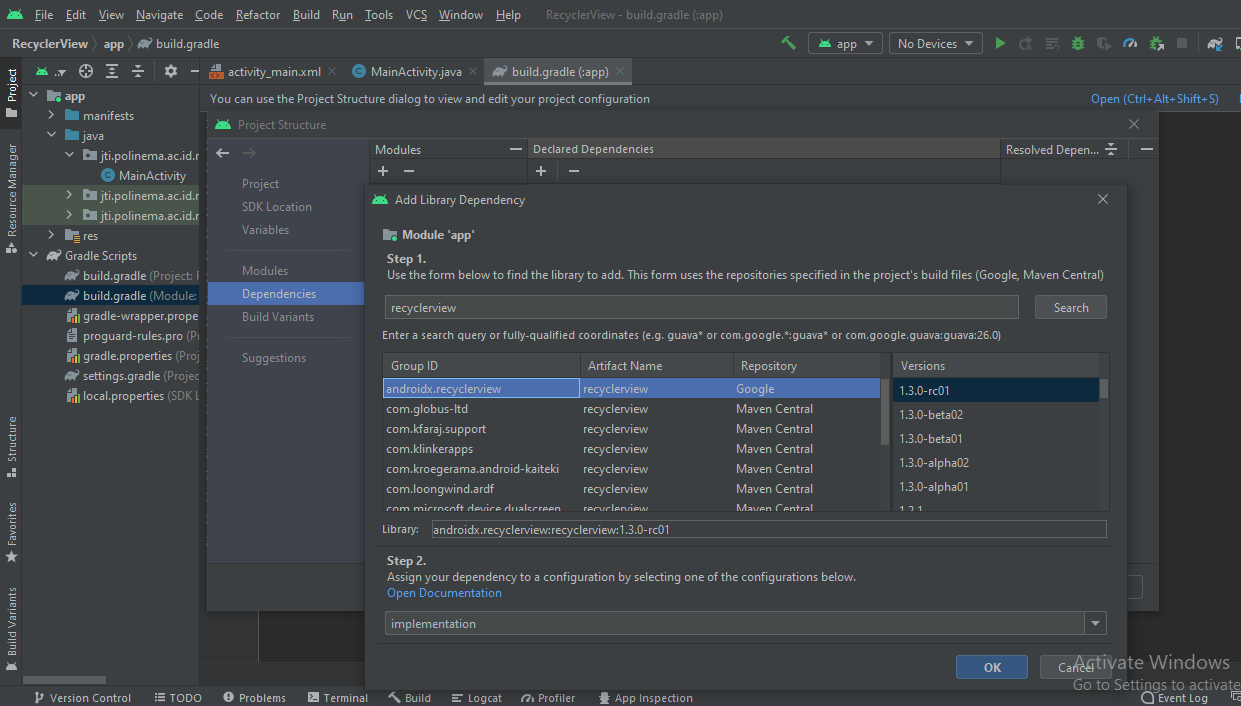 File Edit View Navigate Code Refactor Build Run Tools VCS Window Help RecyclerView - build.gradle (:app)
RecyclerView app build.gradle
app No Devices
Project
activity_main.xml MainActivity.java build.gradle (:app)
You can use the Project Structure dialog to view and edit your project configuration Open (Ctrl+Alt+Shift+S)
app
manifests
java
jti.polinema.ac.id.r
MainActivity
jti.polinema.ac.id.r
jti.polinema.ac.id.r
res
Gradle Scripts
build.gradle (Project: R
build.gradle (Module:
gradle-wrapper.prope
proguard-rules.pro (P
gradle.properties (Proj
settings.gradle (Projec
local.properties (SDK L
Resource Manager
Structure
Favorites
Build Variants
Project Structure
Project
SDK Location
Variables
Modules
Dependencies
Build Variants
Suggestions
Modules Declared Dependencies Resolved Depen...
Add Library Dependency
Module 'app'
Step 1.
Use the form below to find the library to add. This form uses the repositories specified in the project's build files (Google, Maven Central)
recyclerview Search
Enter a search query or fully-qualified coordinates (e.g. guava* or com.google.*:guava* or com.google.guava:guava:26.0)
Group ID Artifact Name Repository Versions
androidx.recyclerview recyclerview Google 1.3.0-rc01
com.globus-ltd recyclerview Maven Central 1.3.0-beta02
com.kfaraj.support recyclerview Maven Central 1.3.0-beta01
com.klinkerapps recyclerview Maven Central 1.3.0-alpha02
com.kroegerama.android-kaiteki recyclerview Maven Central 1.3.0-alpha01
com.loongwind.ardf recyclerview Maven Central 1.2.1
com.microsoft.device.dualscreen recyclerview Maven Central
Library: androidx.recyclerview:recyclerview:1.3.0-rc01
Step 2.
Assign your dependency to a configuration by selecting one of the configurations below.
Open Documentation
implementation
OK Cancel
Activate Windows
Go to Settings to activate
Version Control TODO Problems Terminal Build Logcat Profiler App Inspection Event Log